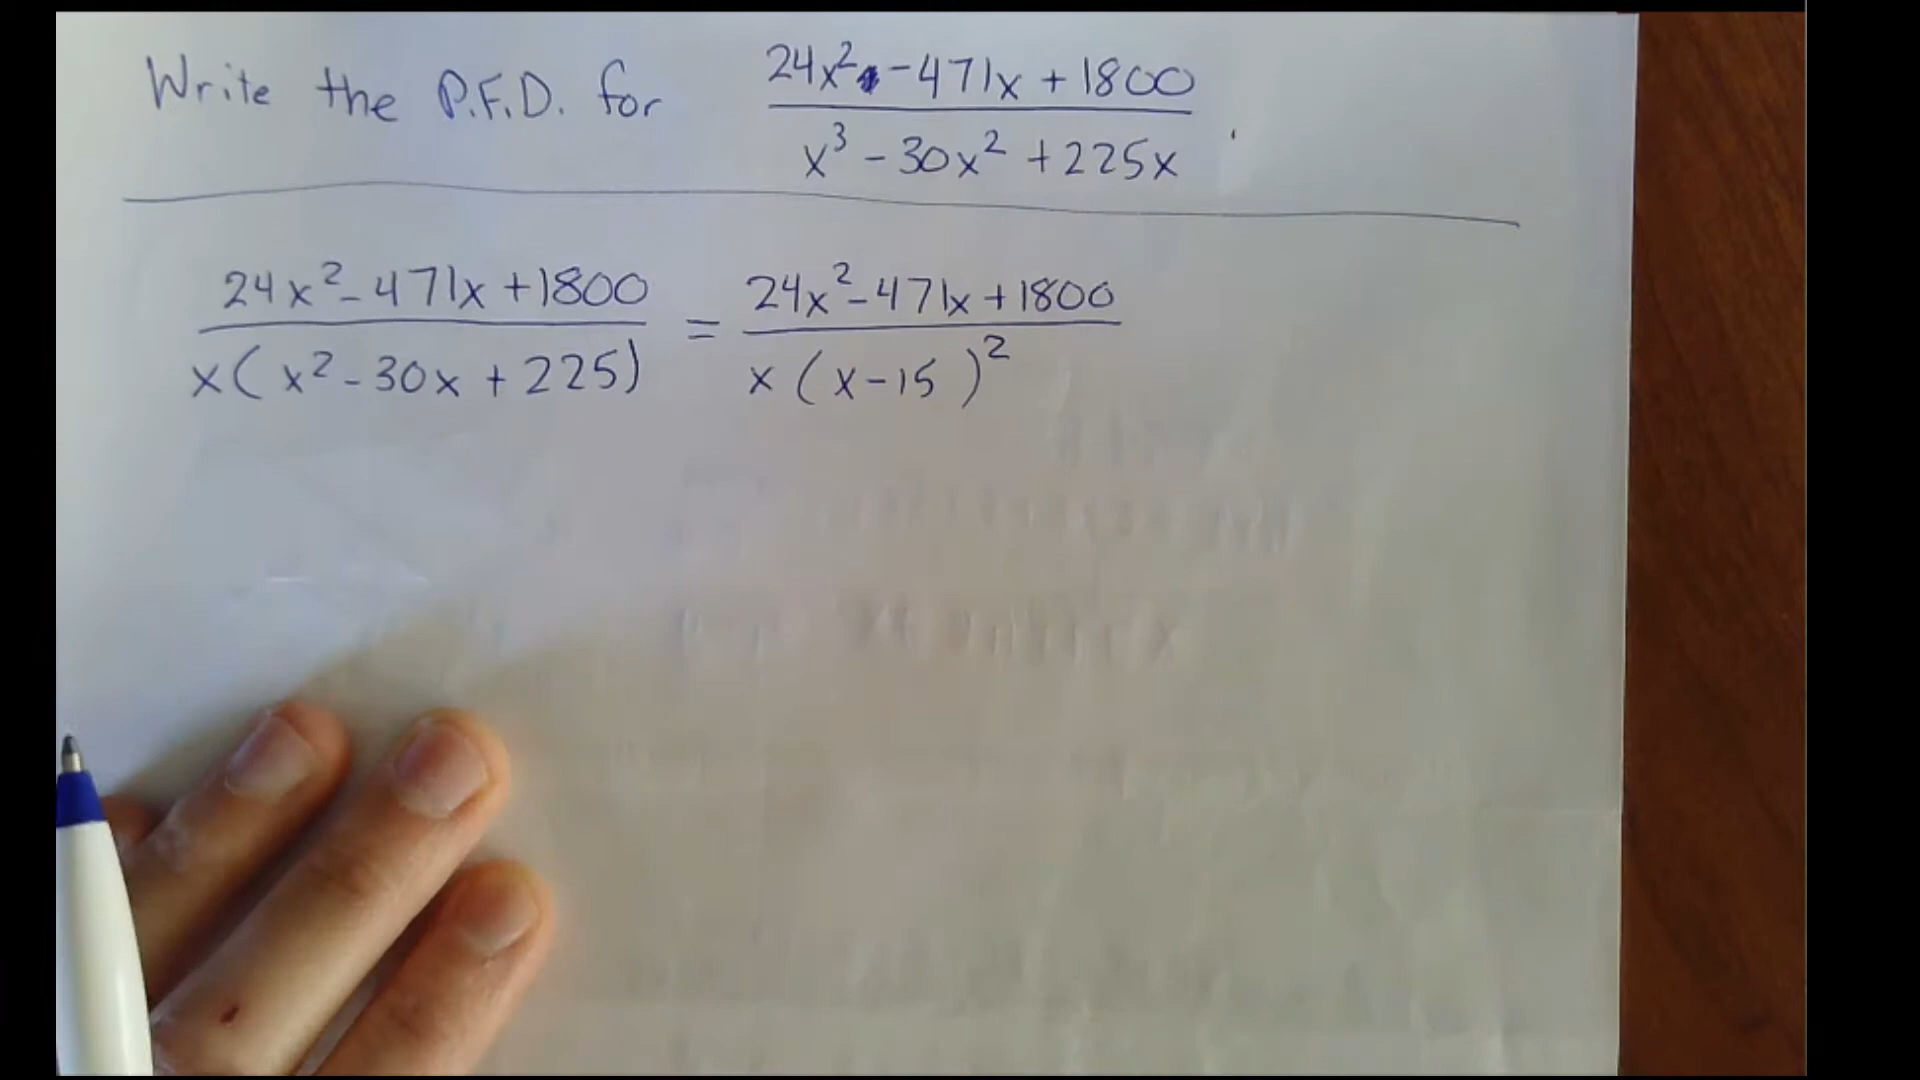 Write the P.F.D. for (24x² - 471x + 1800)/(x³ - 30x² + 225x).
(24x² - 471x + 1800)/(x(x² - 30x + 225)) = (24x² - 471x + 1800)/(x(x - 15)²)